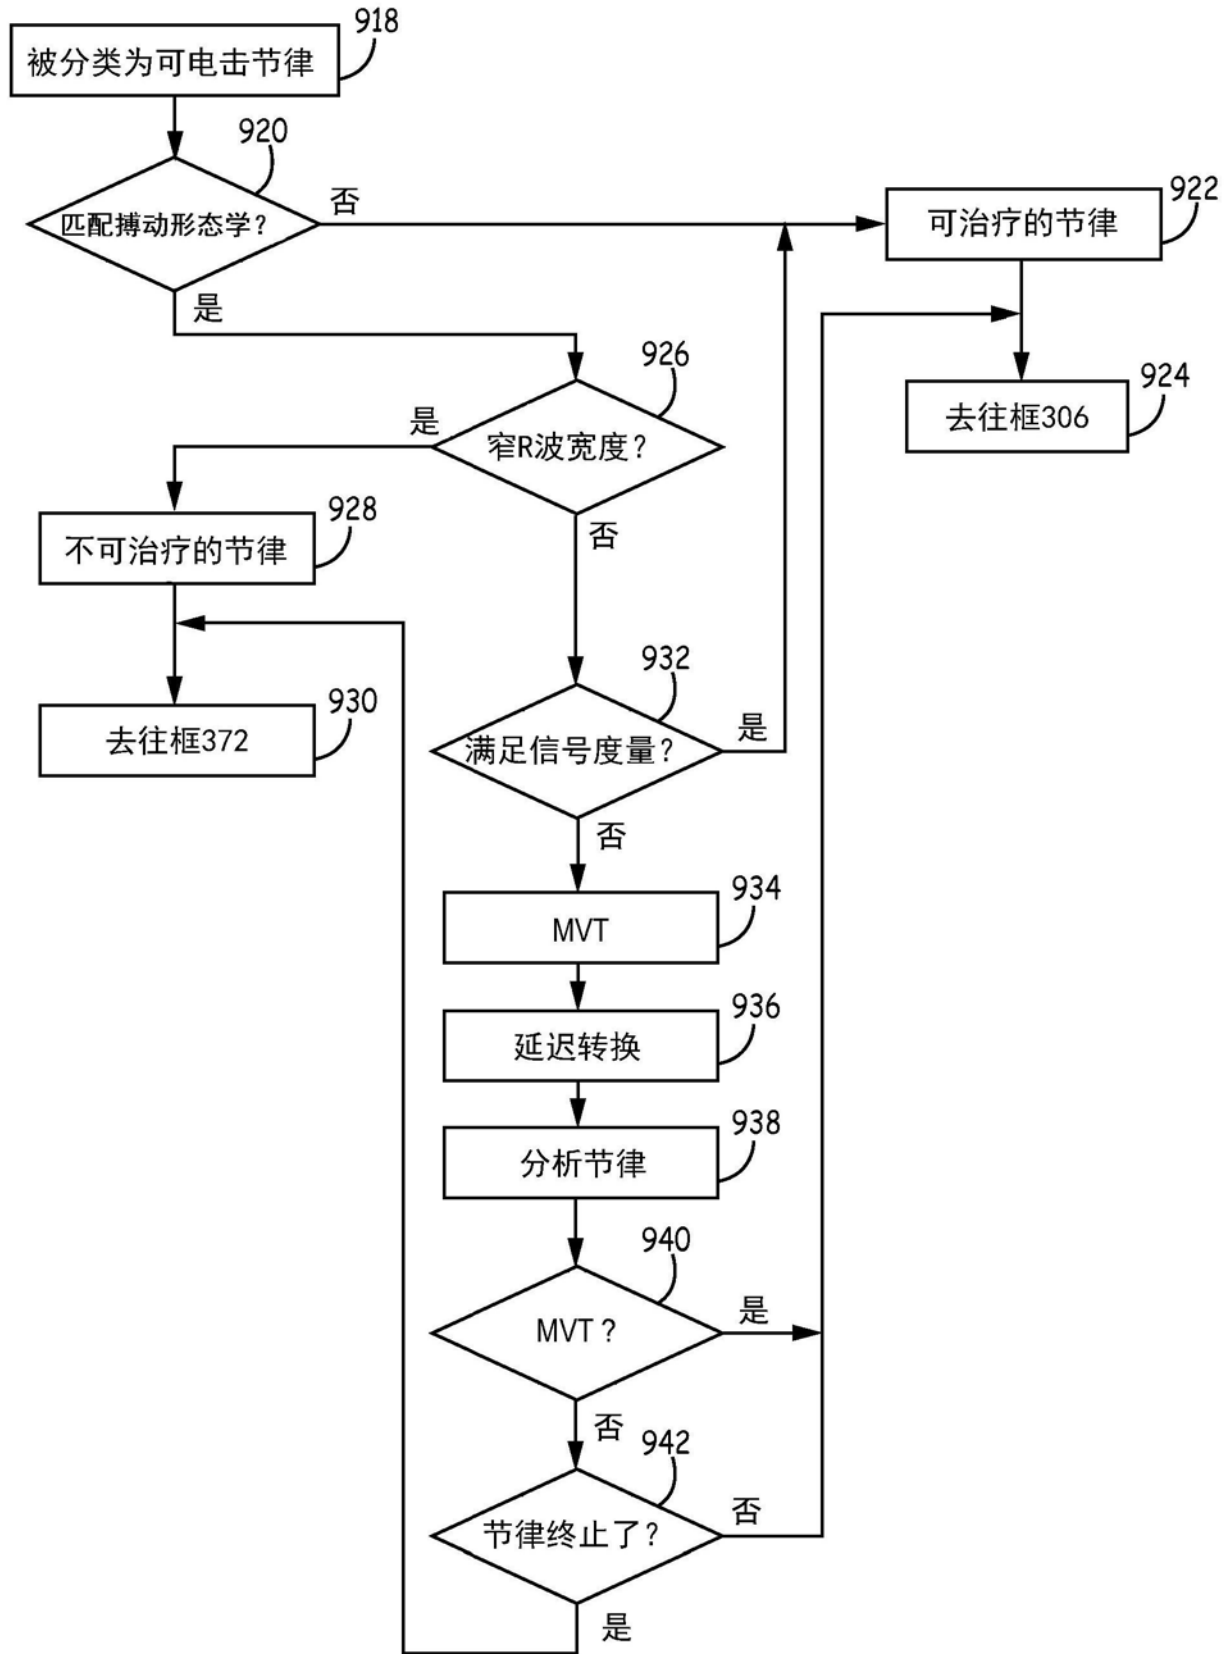 918
被分类为可电击节律
920
匹配搏动形态学？
否
922
可治疗的节律
是
926
924
去往框306
是
窄R波宽度？
928
不可治疗的节律
否
932
930
去往框372
满足信号度量？
是
否
934
MVT
936
延迟转换
938
分析节律
940
MVT？
是
否
942
节律终止了？
否
是